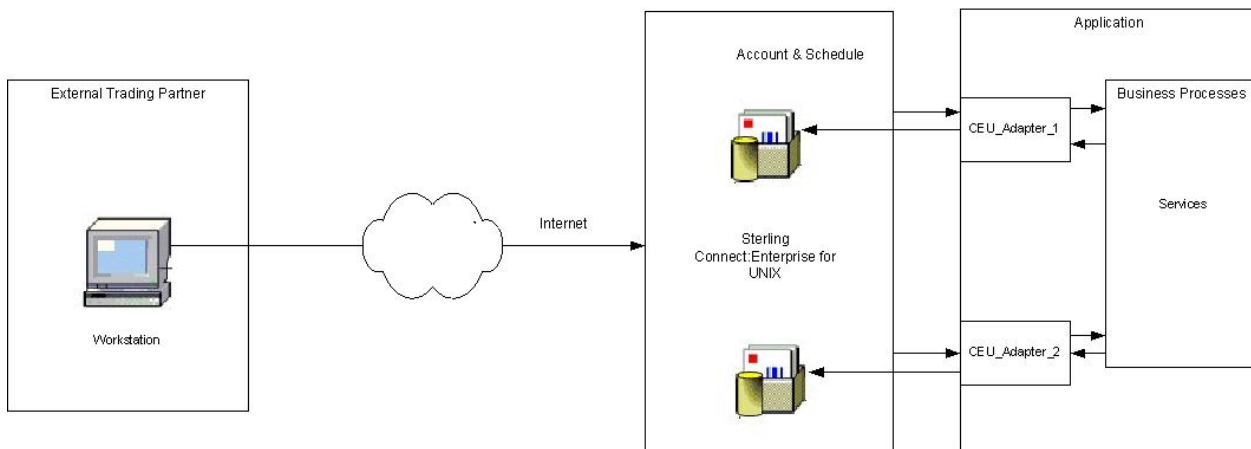 External Trading Partner
Workstation
Internet
Account & Schedule
Sterling
Connect:Enterprise for
UNIX
Application
CEU_Adapter_1
CEU_Adapter_2
Business Processes
Services